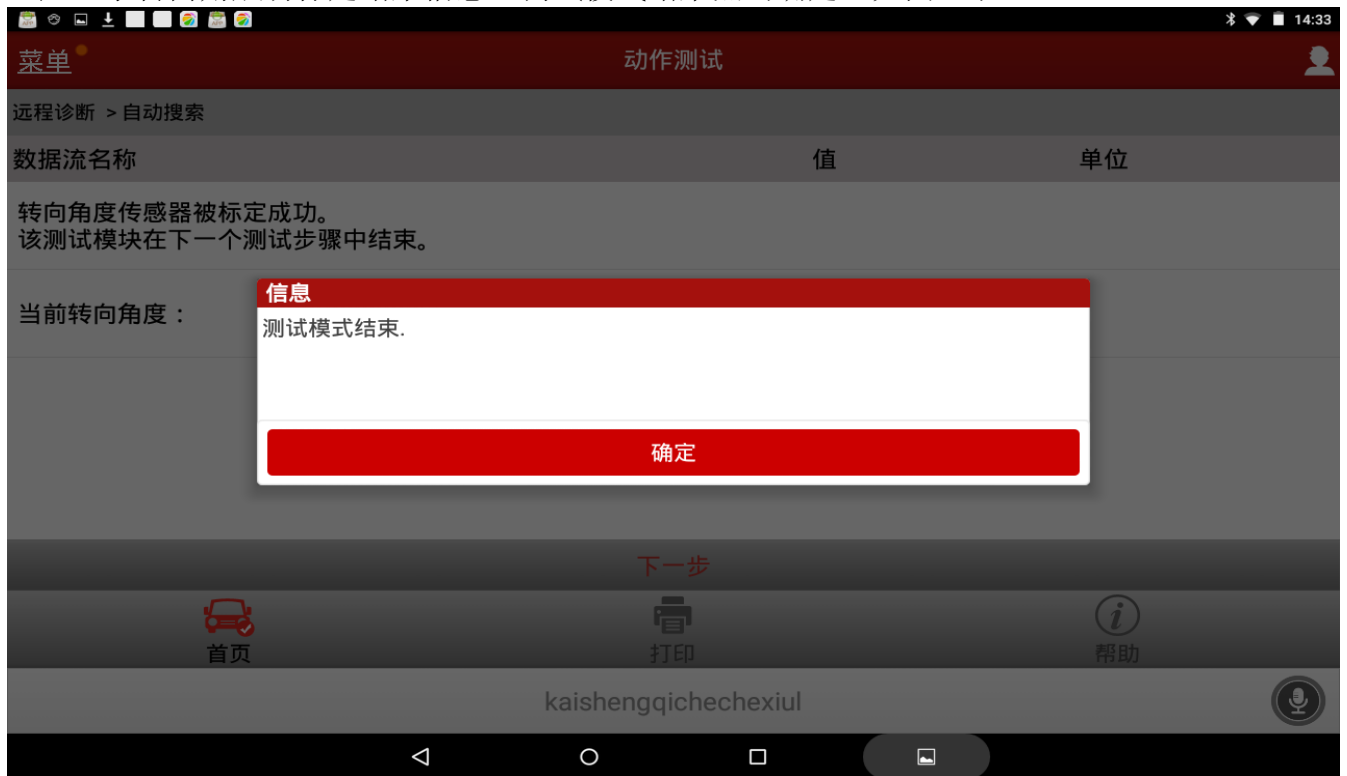 14:33
菜单
动作测试
远程诊断 >自动搜索
数据流名称 值 单位
转向角度传感器被标定成功。
该测试模块在下一个测试步骤中结束。
当前转向角度：
信息
测试模式结束.
确定
下一步
首页 打印 帮助
kaishengqichechexiul